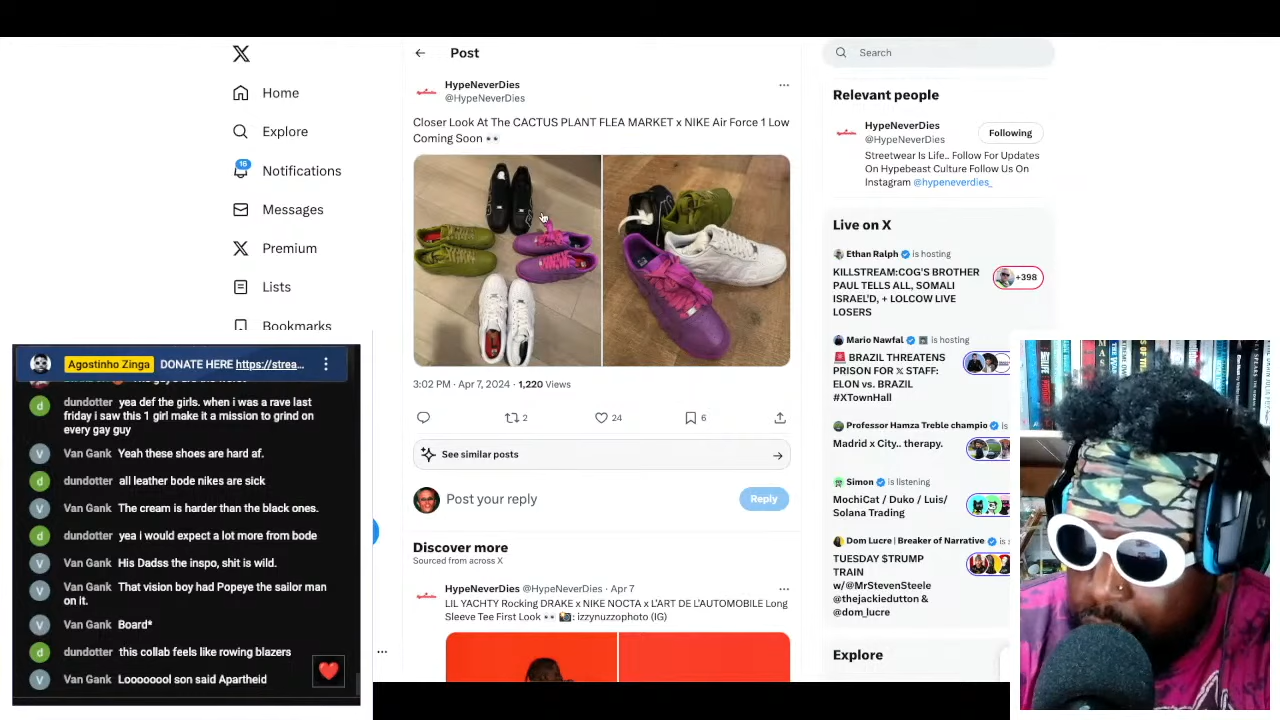 Post
Search
Home
Explore
16
Notifications
Messages
Premium
Lists
Bookmarks
HypeNeverDies
@HypeNeverDies
Closer Look At The CACTUS PLANT FLEA MARKET x NIKE Air Force 1 Low
Coming Soon 👀
3:02 PM · Apr 7, 2024 · 1,220 Views
2
24
6
See similar posts
Post your reply
Reply
Discover more
Sourced from across X
HypeNeverDies @HypeNeverDies · Apr 7
LIL YACHTY Rocking DRAKE x NIKE NOCTA x L'ART DE L'AUTOMOBILE Long
Sleeve Tee First Look 👀 📸: izzynuzzophoto (IG)
Relevant people
HypeNeverDies
@HypeNeverDies
Following
Streetwear Is Life.. Follow For Updates
On Hypebeast Culture Follow Us On
Instagram @hypeneverdies_
Live on X
Ethan Ralph is hosting
KILLSTREAM:COG'S BROTHER
PAUL TELLS ALL, SOMALI
ISRAEL'D, + LOLCOW LIVE
LOSERS
+398
Mario Nawfal is hosting
🚨 BRAZIL THREATENS
PRISON FOR 𝕏 STAFF:
ELON vs. BRAZIL
#XTownHall
Professor Hamza Treble champio is
Madrid x City.. therapy.
Simon is listening
MochiCat / Duko / Luis/
Solana Trading
Dom Lucre | Breaker of Narrative is
TUESDAY $TRUMP
TRAIN
w/@MrStevenSteele
@thejackiedutton &
@dom_lucre
Explore
Agostinho Zinga DONATE HERE https://strea...
d yea def the girls. when i was a rave last
friday i saw this 1 girl make it a mission to grind on
every gay guy
V Van Gank Yeah these shoes are hard af.
d dundotter all leather bode nikes are sick
V Van Gank The cream is harder than the black ones.
d dundotter yea i would expect a lot more from bode
V Van Gank His Dadss the inspo, shit is wild.
V Van Gank That vision boy had Popeye the sailor man
on it.
V Van Gank Board*
d dundotter this collab feels like rowing blazers
V Van Gank Looooooool son said Apartheid